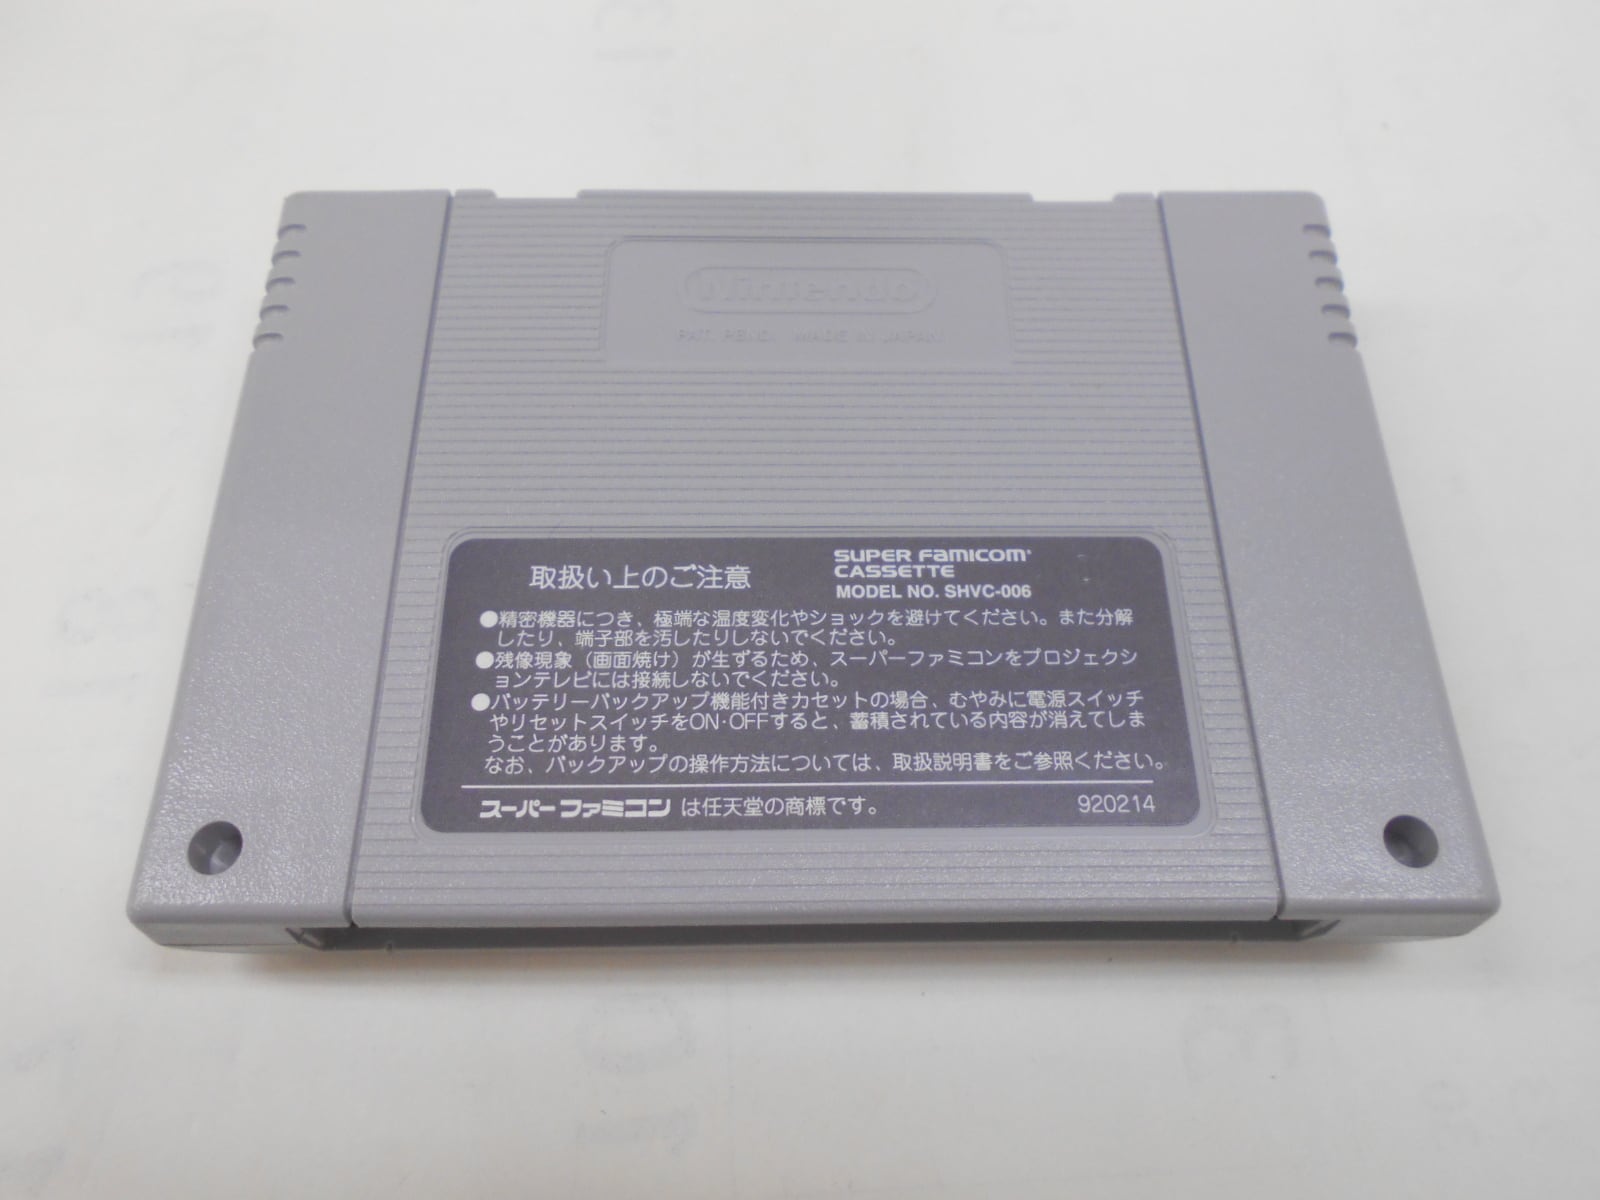 Nintendo
PAT. PEND. MADE IN JAPAN
取扱い上のご注意
SUPER FAMICOM
CASSETTE
MODEL NO. SHVC-006
●精密機器につき、極端な温度変化やショックを避けてください。また分解
したり、端子部を汚したりしないでください。
●残像現象（画面焼け）が生ずるため、スーパーファミコンをプロジェクシ
ョンテレビには接続しないでください。
●バッテリーバックアップ機能付きカセットの場合、むやみに電源スイッチ
やリセットスイッチをON･OFFすると、蓄積されている内容が消えてしま
うことがあります。
なお、バックアップの操作方法については、取扱説明書をご参照ください。
スーパーファミコン は任天堂の商標です。
920214